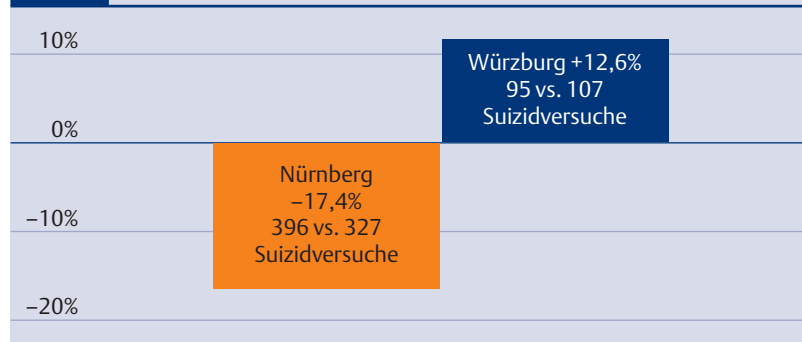 10%
Würzburg +12,6%
95 vs. 107
Suizidversuche
0%
Nürnberg
–17,4%
–10%
396 vs. 327
Suizidversuche
–20%